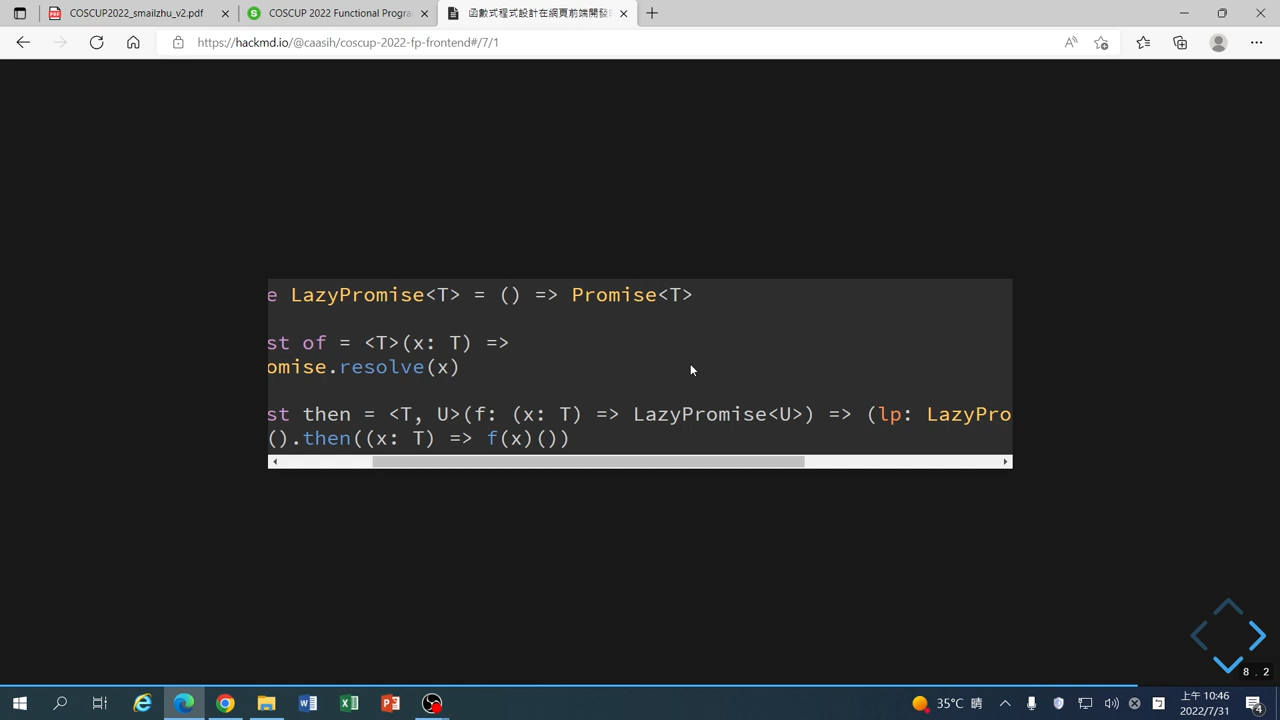 COSCUP2022_smailzhu_v2.pdf
COSCUP 2022 Functional Progra
函數式程式設計在網頁前端開發
https://hackmd.io/@caasih/coscup-2022-fp-frontend#/7/1
e LazyPromise<T> = () => Promise<T>
st of = <T>(x: T) =>
omise.resolve(x)
st then = <T, U>(f: (x: T) => LazyPromise<U>) => (lp: LazyPro
().then((x: T) => f(x)())
8 . 2
35°C 晴
上午 10:46
2022/7/31
4